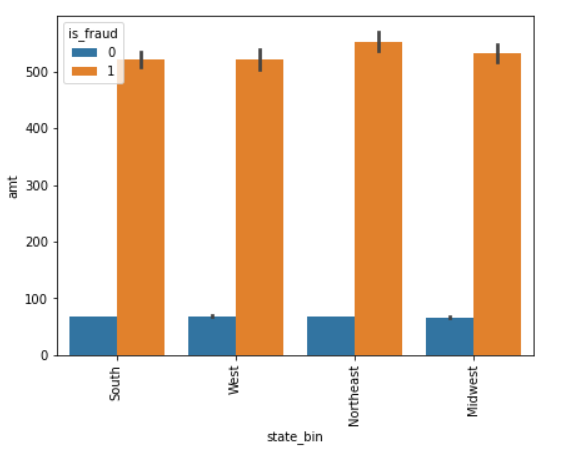 is_fraud
0
1
500
400
300
200
100
0
amt
South
West
Northeast
Midwest
state_bin